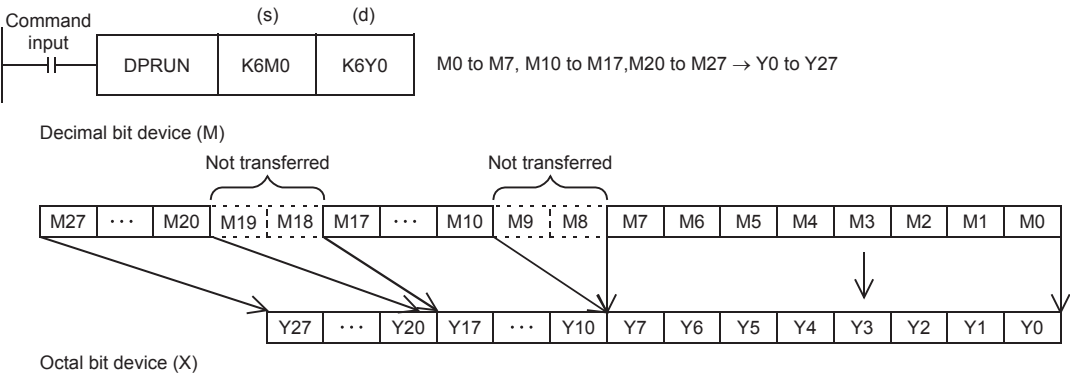 Command input
(s) (d)
DPRUN K6M0 K6Y0
M0 to M7, M10 to M17,M20 to M27 → Y0 to Y27
Decimal bit device (M)
Not transferred Not transferred
M27 ··· M20 M19 M18 M17 ··· M10 M9 M8 M7 M6 M5 M4 M3 M2 M1 M0
Y27 ··· Y20 Y17 ··· Y10 Y7 Y6 Y5 Y4 Y3 Y2 Y1 Y0
Octal bit device (X)